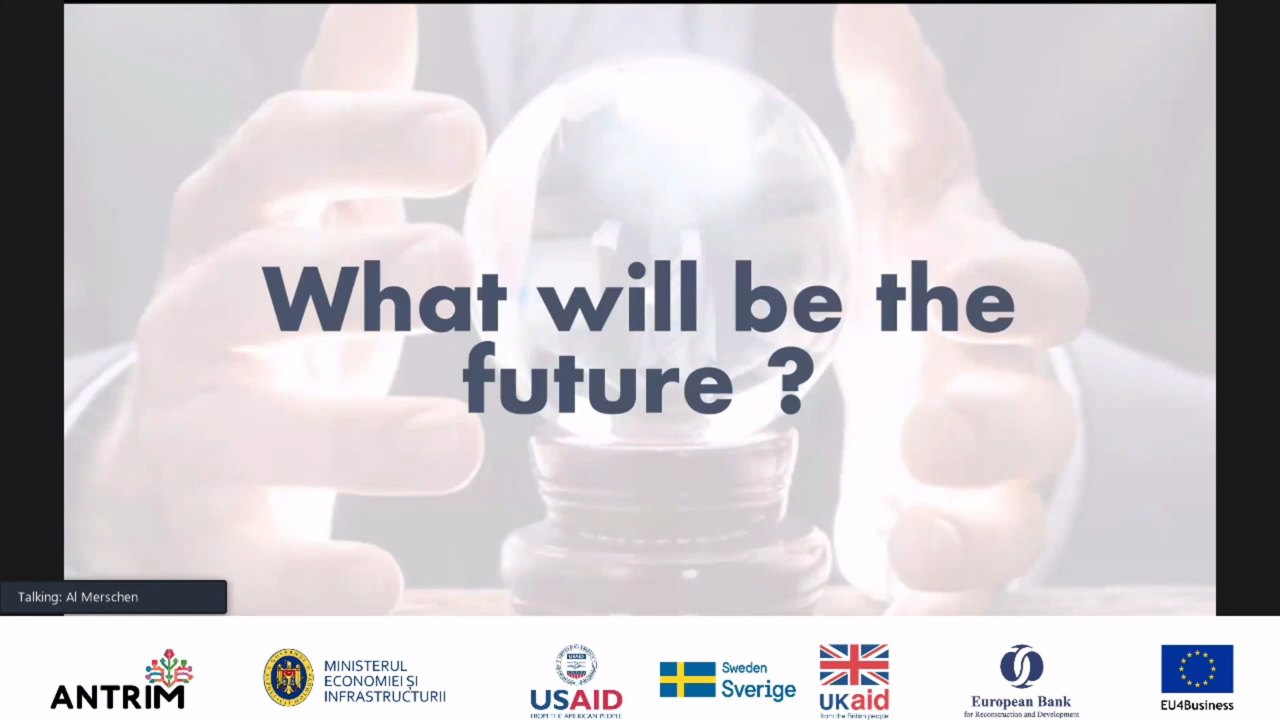 What will be the
future ?
Talking: Al Merschen
ANTRIM
MINISTERUL
ECONOMIEI ȘI
INFRASTRUCTURII
USAID
FROM THE AMERICAN PEOPLE
Sweden
Sverige
UKaid
from the British people
European Bank
for Reconstruction and Development
EU4Business